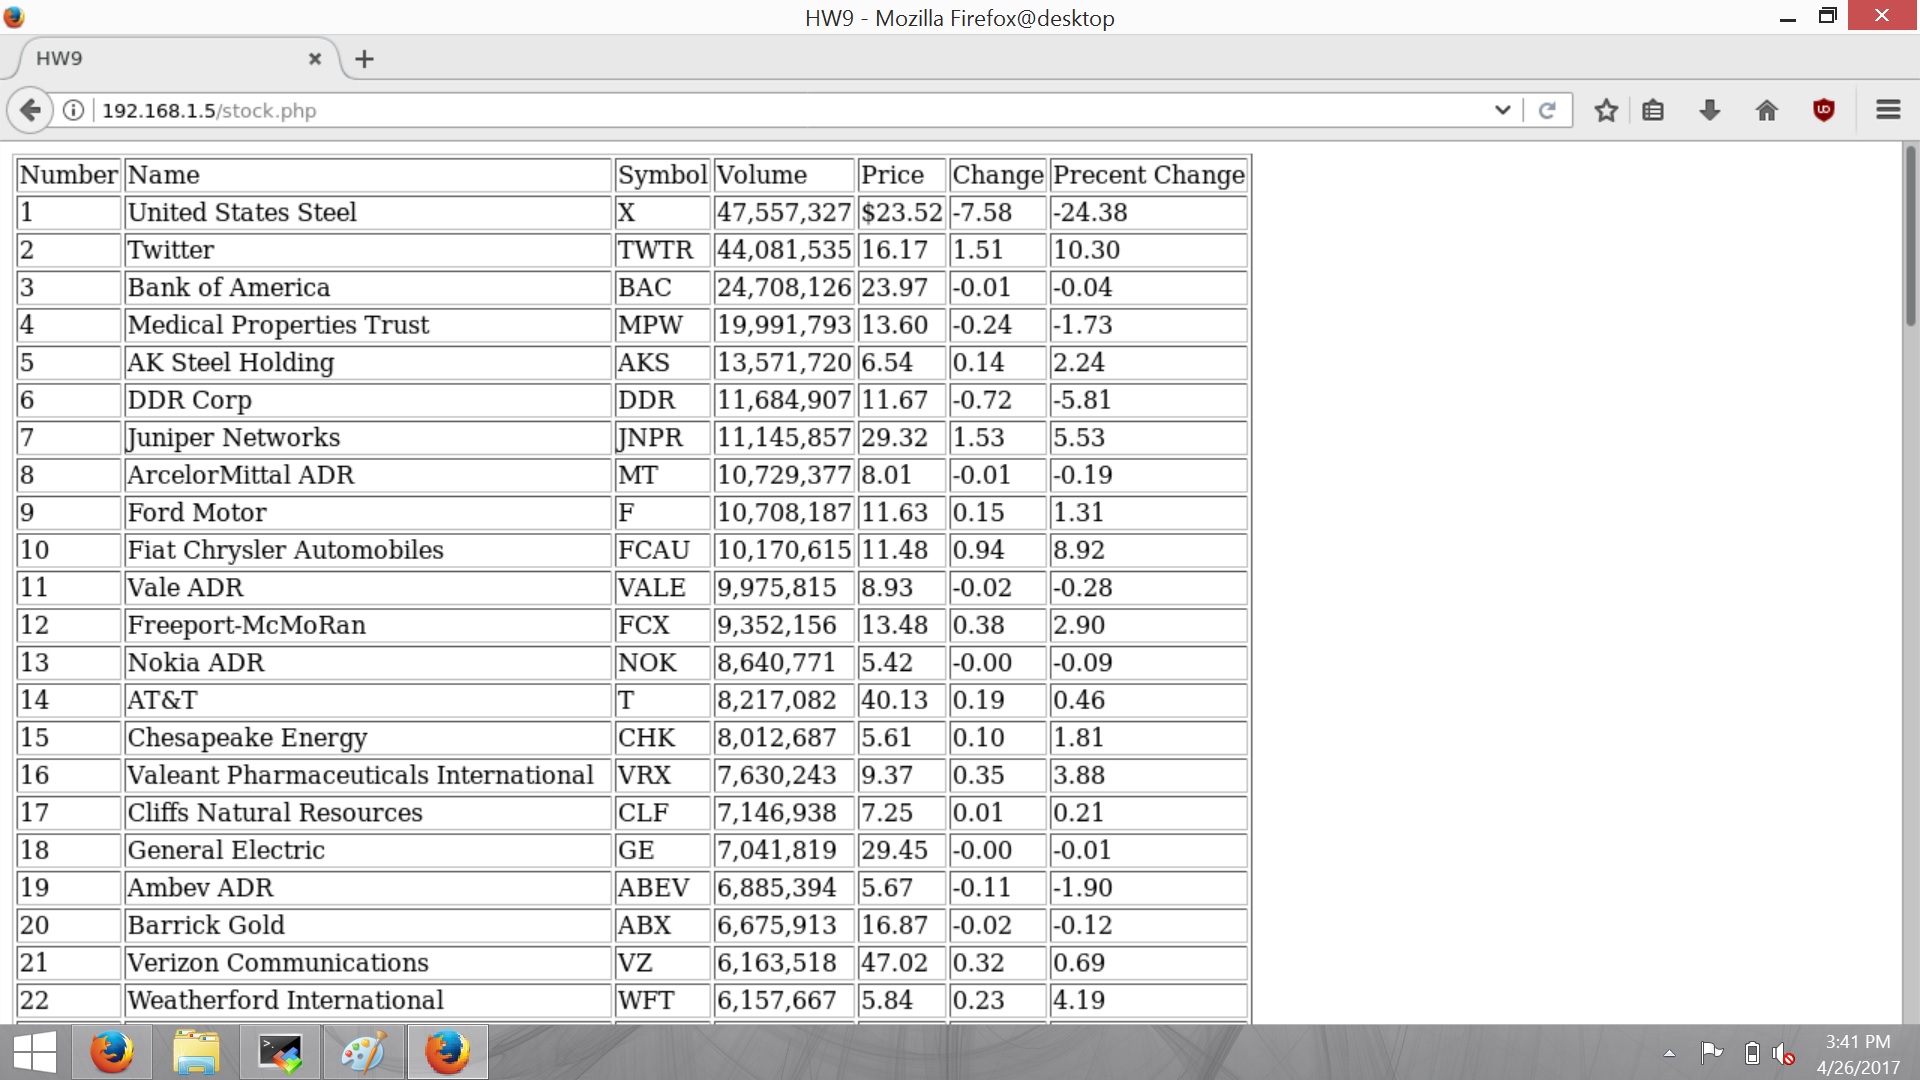 HW9 - Mozilla Firefox@desktop
HW9
192.168.1.5/stock.php
Number Name Symbol Volume Price Change Precent Change
1 United States Steel X 47,557,327 $23.52 -7.58 -24.38
2 Twitter TWTR 44,081,535 16.17 1.51 10.30
3 Bank of America BAC 24,708,126 23.97 -0.01 -0.04
4 Medical Properties Trust MPW 19,991,793 13.60 -0.24 -1.73
5 AK Steel Holding AKS 13,571,720 6.54 0.14 2.24
6 DDR Corp DDR 11,684,907 11.67 -0.72 -5.81
7 Juniper Networks JNPR 11,145,857 29.32 1.53 5.53
8 ArcelorMittal ADR MT 10,729,377 8.01 -0.01 -0.19
9 Ford Motor F 10,708,187 11.63 0.15 1.31
10 Fiat Chrysler Automobiles FCAU 10,170,615 11.48 0.94 8.92
11 Vale ADR VALE 9,975,815 8.93 -0.02 -0.28
12 Freeport-McMoRan FCX 9,352,156 13.48 0.38 2.90
13 Nokia ADR NOK 8,640,771 5.42 -0.00 -0.09
14 AT&T T 8,217,082 40.13 0.19 0.46
15 Chesapeake Energy CHK 8,012,687 5.61 0.10 1.81
16 Valeant Pharmaceuticals International VRX 7,630,243 9.37 0.35 3.88
17 Cliffs Natural Resources CLF 7,146,938 7.25 0.01 0.21
18 General Electric GE 7,041,819 29.45 -0.00 -0.01
19 Ambev ADR ABEV 6,885,394 5.67 -0.11 -1.90
20 Barrick Gold ABX 6,675,913 16.87 -0.02 -0.12
21 Verizon Communications VZ 6,163,518 47.02 0.32 0.69
22 Weatherford International WFT 6,157,667 5.84 0.23 4.19
3:41 PM
4/26/2017